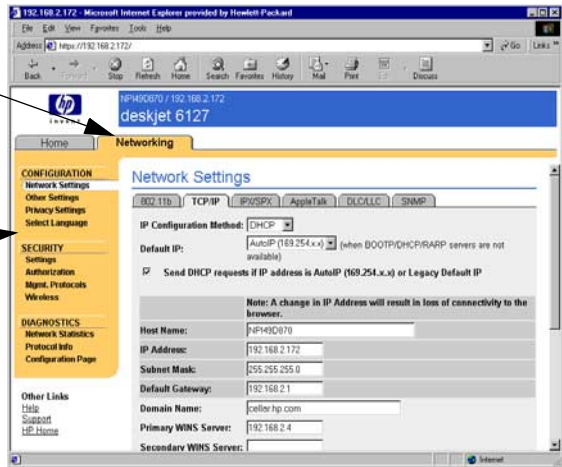 192.168.2.172 - Microsoft Internet Explorer provided by Hewlett-Packard
File Edit View Favorites Tools Help
Address https://192.168.2.172/ Go Links »
Back Forward Stop Refresh Home Search Favorites History Mail Print Edit Discuss
hp
invent
NPI49D870 / 192.168.2.172
deskjet 6127
Home Networking
CONFIGURATION
Network Settings
Other Settings
Privacy Settings
Select Language
SECURITY
Settings
Authorization
Mgmt. Protocols
Wireless
DIAGNOSTICS
Network Statistics
Protocol Info
Configuration Page
Other Links
Help
Support
HP Home
Network Settings
802.11b TCP/IP IPX/SPX AppleTalk DLC/LLC SNMP
IP Configuration Method: DHCP
Default IP: AutoIP (169.254.x.x) (when BOOTP/DHCP/RARP servers are not
available)
Send DHCP requests if IP address is AutoIP (169.254.x.x) or Legacy Default IP
Note: A change in IP Address will result in loss of connectivity to the
browser.
Host Name: NPI49D870
IP Address: 192.168.2.172
Subnet Mask: 255.255.255.0
Default Gateway: 192.168.2.1
Domain Name: celler.hp.com
Primary WINS Server: 192.168.2.4
Secondary WINS Server:
Internet